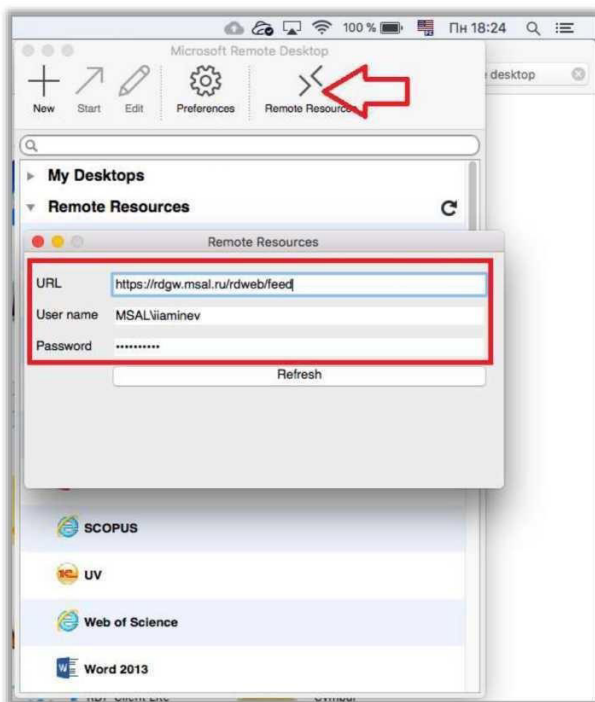 100 %
Пн 18:24
Microsoft Remote Desktop
New Start Edit Preferences Remote Resources
desktop
My Desktops
Remote Resources
Remote Resources
URL https://rdgw.msal.ru/rdweb/feed
User name MSAL\iiaminev
Password ••••••••••
Refresh
SCOPUS
UV
Web of Science
Word 2013